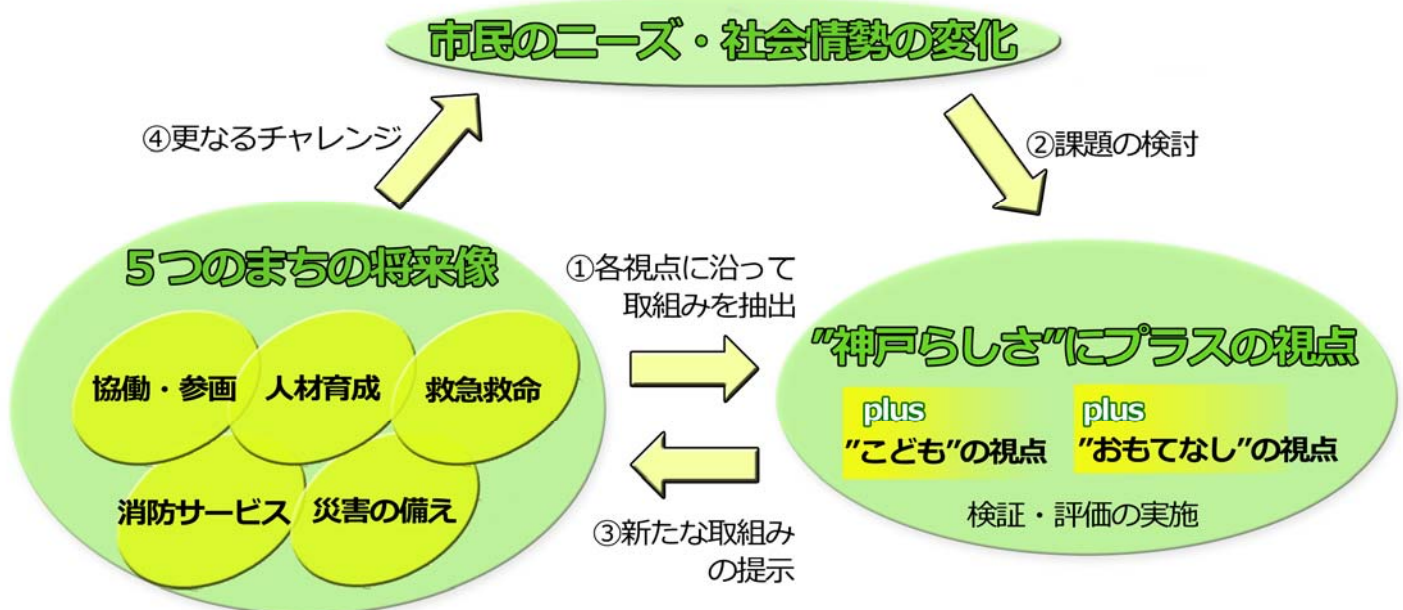 市民のニーズ・社会情勢の変化
④更なるチャレンジ
②課題の検討
5つのまちの将来像
①各視点に沿って
取組みを抽出
"神戸らしさ"にプラスの視点
協働・参画
人材育成
救急救命
plus
"こども"の視点
plus
"おもてなし"の視点
消防サービス
災害の備え
検証・評価の実施
③新たな取組み
の提示